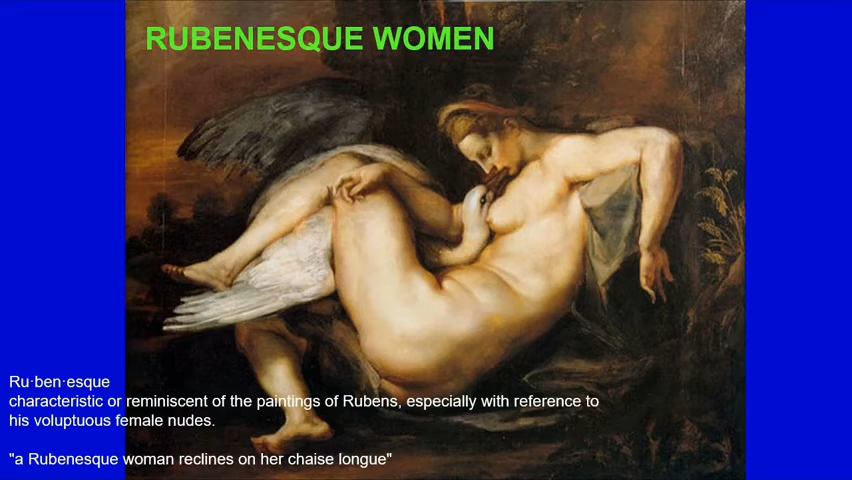 RUBENESQUE WOMEN
Ru·ben·esque
characteristic or reminiscent of the paintings of Rubens, especially with reference to
his voluptuous female nudes.
"a Rubenesque woman reclines on her chaise longue"